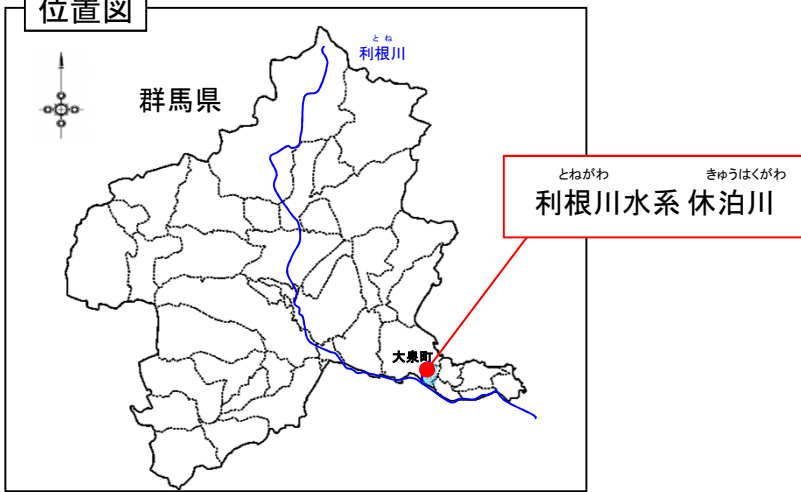 位置図
とね
利根川
群馬県
とねがわ きゅうはくがわ
利根川水系 休泊川
大泉町